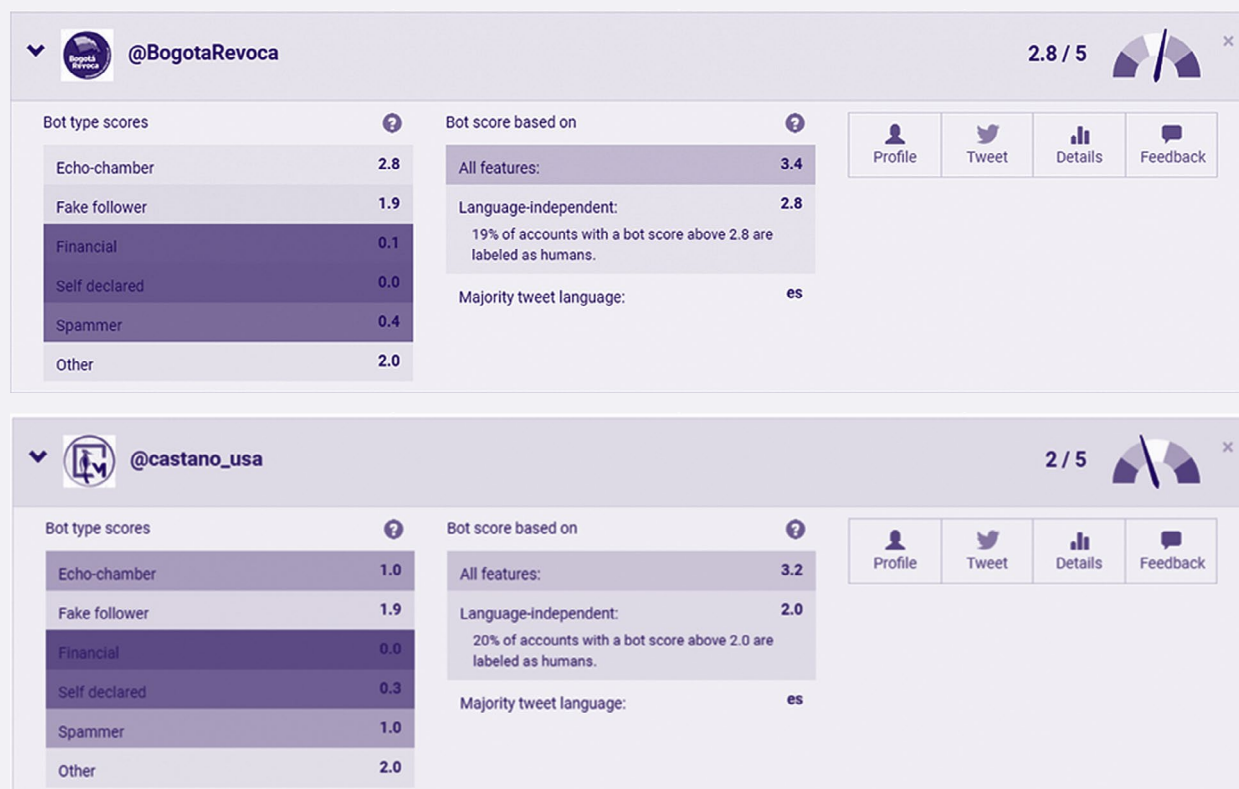 Bogotá
Revoca
@BogotaRevoca
2.8 / 5
×
Bot type scores
?
Echo-chamber 2.8
Fake follower 1.9
Financial 0.1
Self declared 0.0
Spammer 0.4
Other 2.0
Bot score based on
?
All features: 3.4
Language-independent: 2.8
19% of accounts with a bot score above 2.8 are
labeled as humans.
Majority tweet language: es
Profile
Tweet
Details
Feedback
@castano_usa
2 / 5
×
Bot type scores
?
Echo-chamber 1.0
Fake follower 1.9
Financial 0.0
Self declared 0.3
Spammer 1.0
Other 2.0
Bot score based on
?
All features: 3.2
Language-independent: 2.0
20% of accounts with a bot score above 2.0 are
labeled as humans.
Majority tweet language: es
Profile
Tweet
Details
Feedback